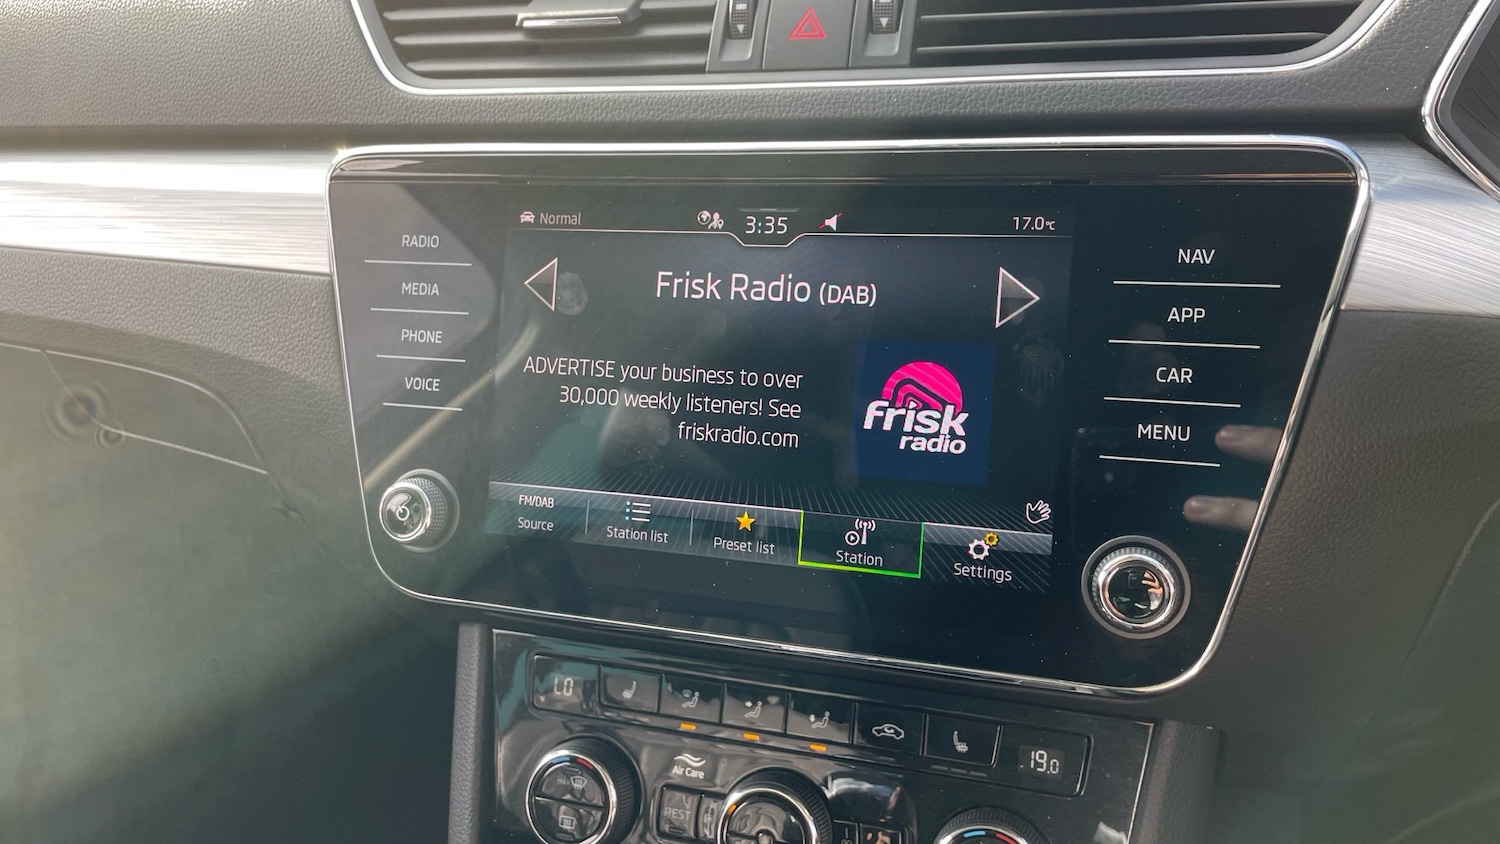 Normal
3:35
17.0°C
RADIO
MEDIA
PHONE
VOICE
Frisk Radio (DAB)
ADVERTISE your business to over
30,000 weekly listeners! See
friskradio.com
frisk
radio
FM/DAB
Source
Station list
Preset list
Station
Settings
NAV
APP
CAR
MENU
LO
19.0
MAX
Air Care
REST